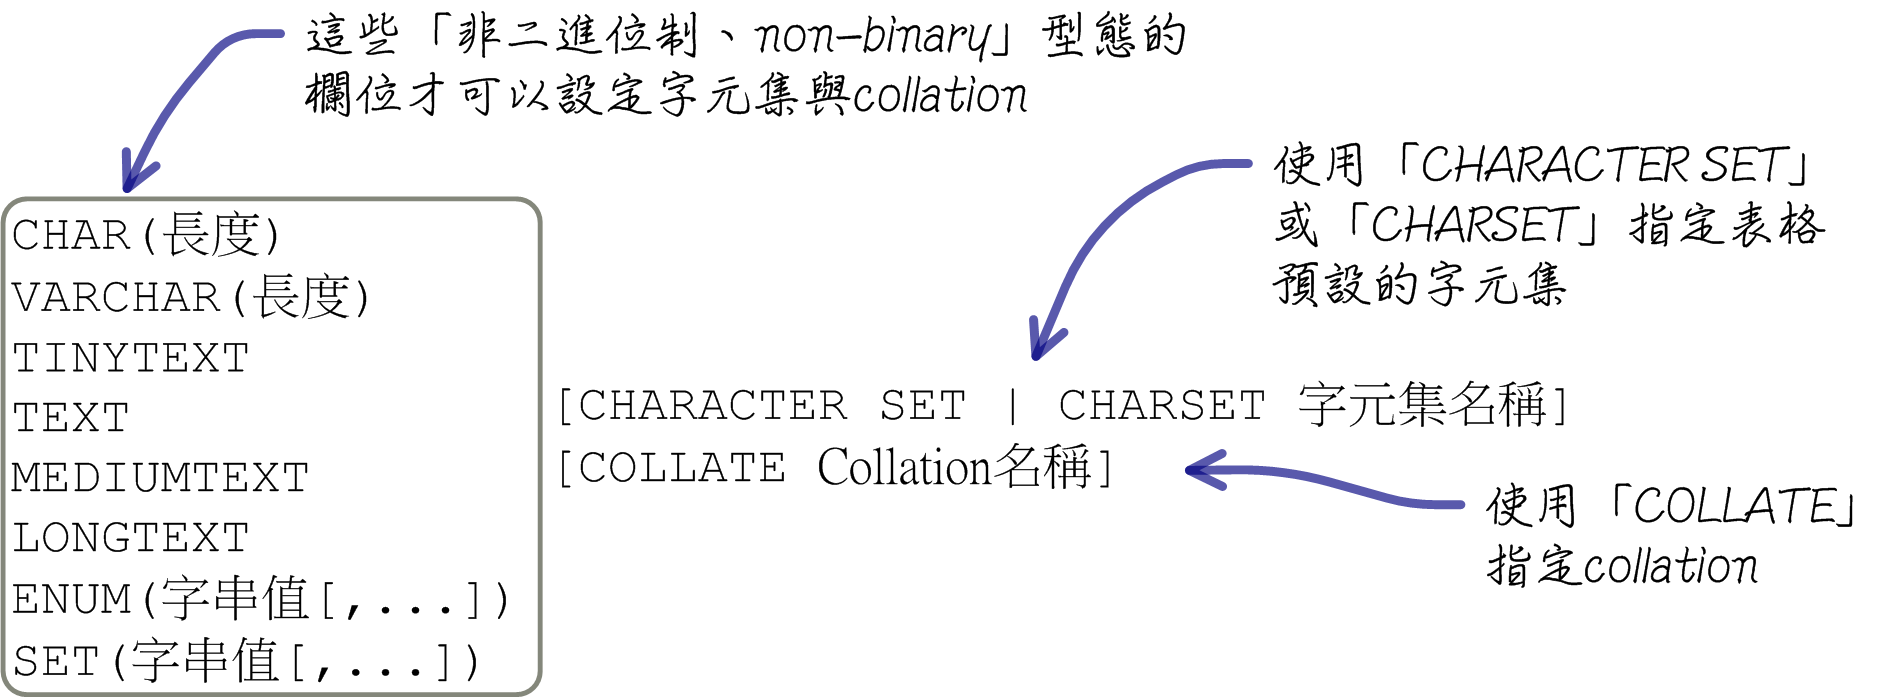 這些「非二進位制、non-binary」型態的
欄位才可以設定字元集與collation
使用「CHARACTER SET」
或「CHARSET」指定表格
預設的字元集
CHAR(長度)
VARCHAR(長度)
TINYTEXT
TEXT
MEDIUMTEXT
LONGTEXT
ENUM(字串值[,...])
SET(字串值[,...])
[CHARACTER SET | CHARSET 字元集名稱]
[COLLATE Collation名稱]
使用「COLLATE」
指定collation